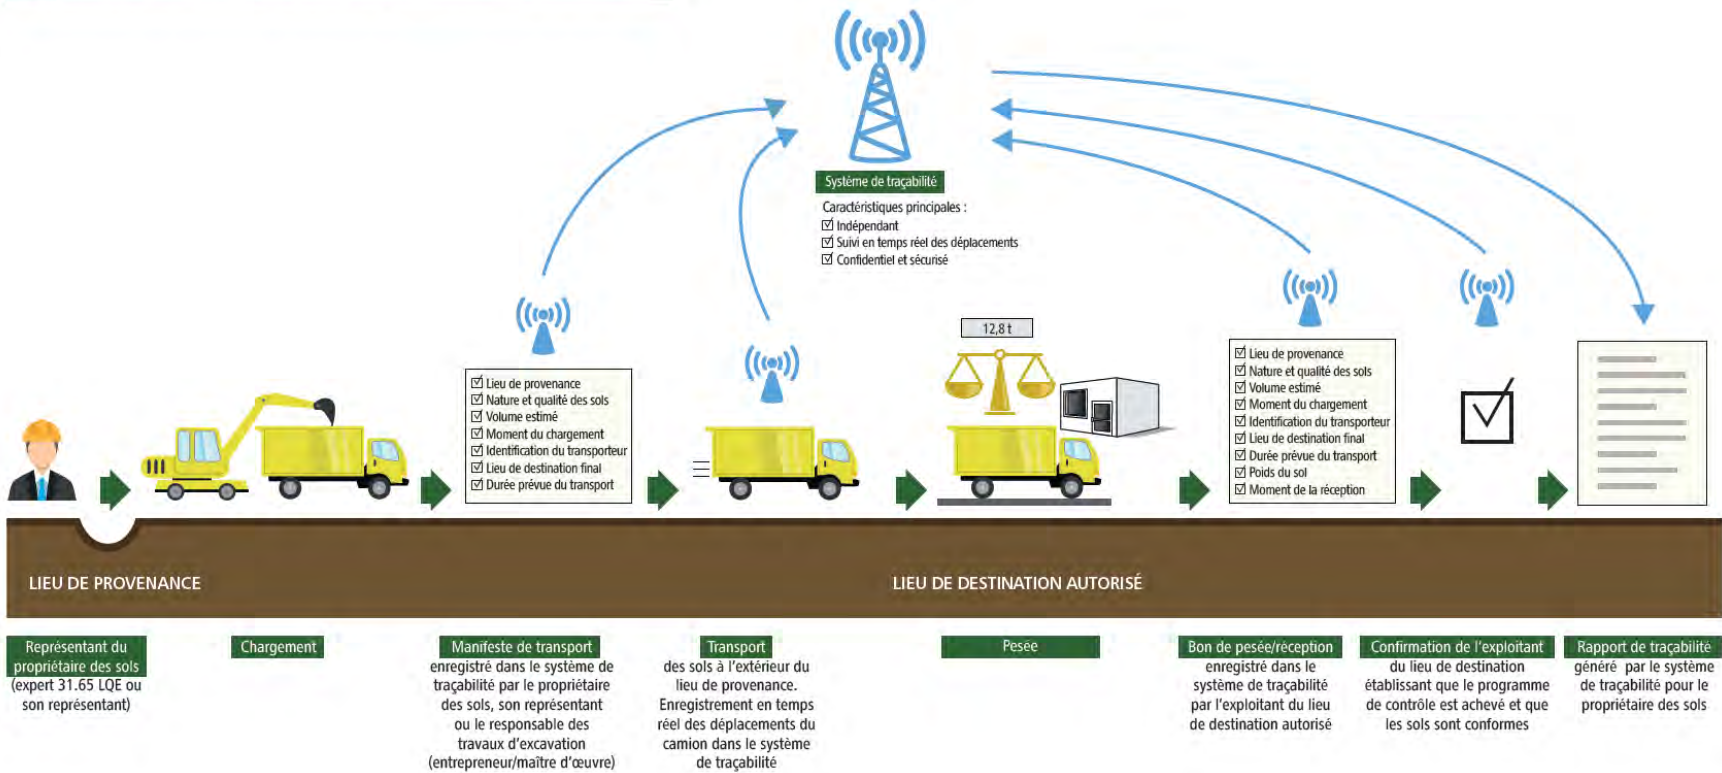 Système de traçabilité
Caractéristiques principales :
Indépendant
Suivi en temps réel des déplacements
Confidentiel et sécurisé
Lieu de provenance
Nature et qualité des sols
Volume estimé
Moment du chargement
Identification du transporteur
Lieu de destination final
Durée prévue du transport
12,8 t
Lieu de provenance
Nature et qualité des sols
Volume estimé
Moment du chargement
Identification du transporteur
Lieu de destination final
Durée prévue du transport
Poids du sol
Moment de la réception
LIEU DE PROVENANCE
LIEU DE DESTINATION AUTORISÉ
Représentant du
propriétaire des sols
(expert 31.65 LQE ou
son représentant)
Chargement
Manifeste de transport
enregistré dans le système de
traçabilité par le propriétaire
des sols, son représentant
ou le responsable des
travaux d'excavation
(entrepreneur/maître d'œuvre)
Transport
des sols à l'extérieur du
lieu de provenance.
Enregistrement en temps
réel des déplacements du
camion dans le système
de traçabilité
Pesée
Bon de pesée/réception
enregistré dans le
système de traçabilité
par l'exploitant du lieu
de destination autorisé
Confirmation de l'exploitant
du lieu de destination
établissant que le programme
de contrôle est achevé et que
les sols sont conformes
Rapport de traçabilité
généré par le système
de traçabilité pour le
propriétaire des sols